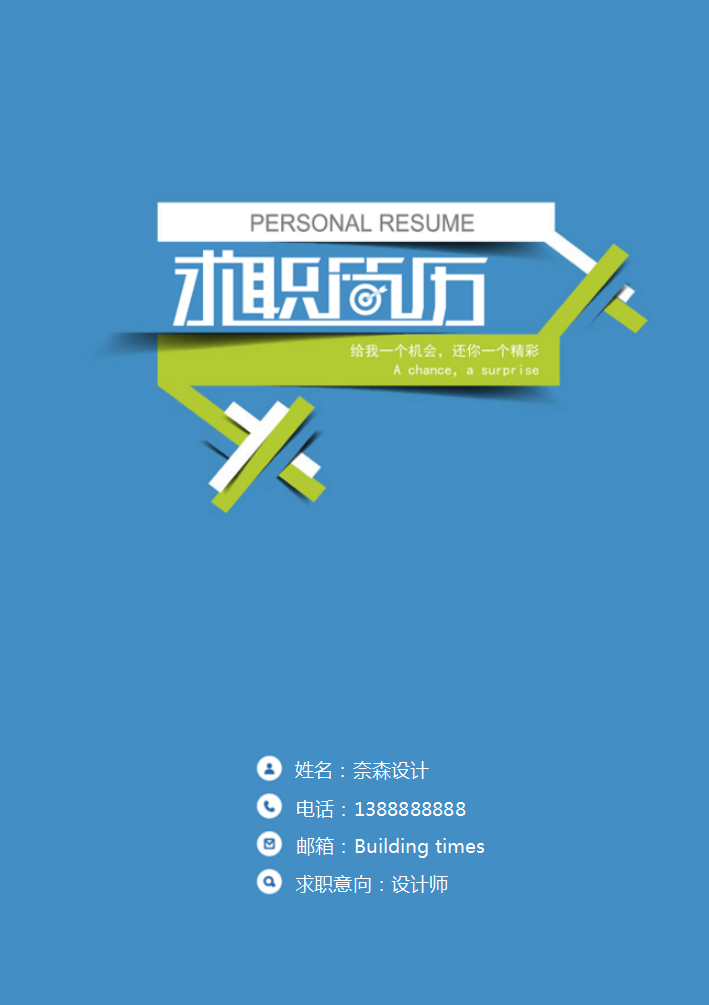 PERSONAL RESUME
求职简历
给我一个机会，还你一个精彩
A chance, a surprise
姓名：奈森设计
电话：1388888888
邮箱：Building times
求职意向：设计师